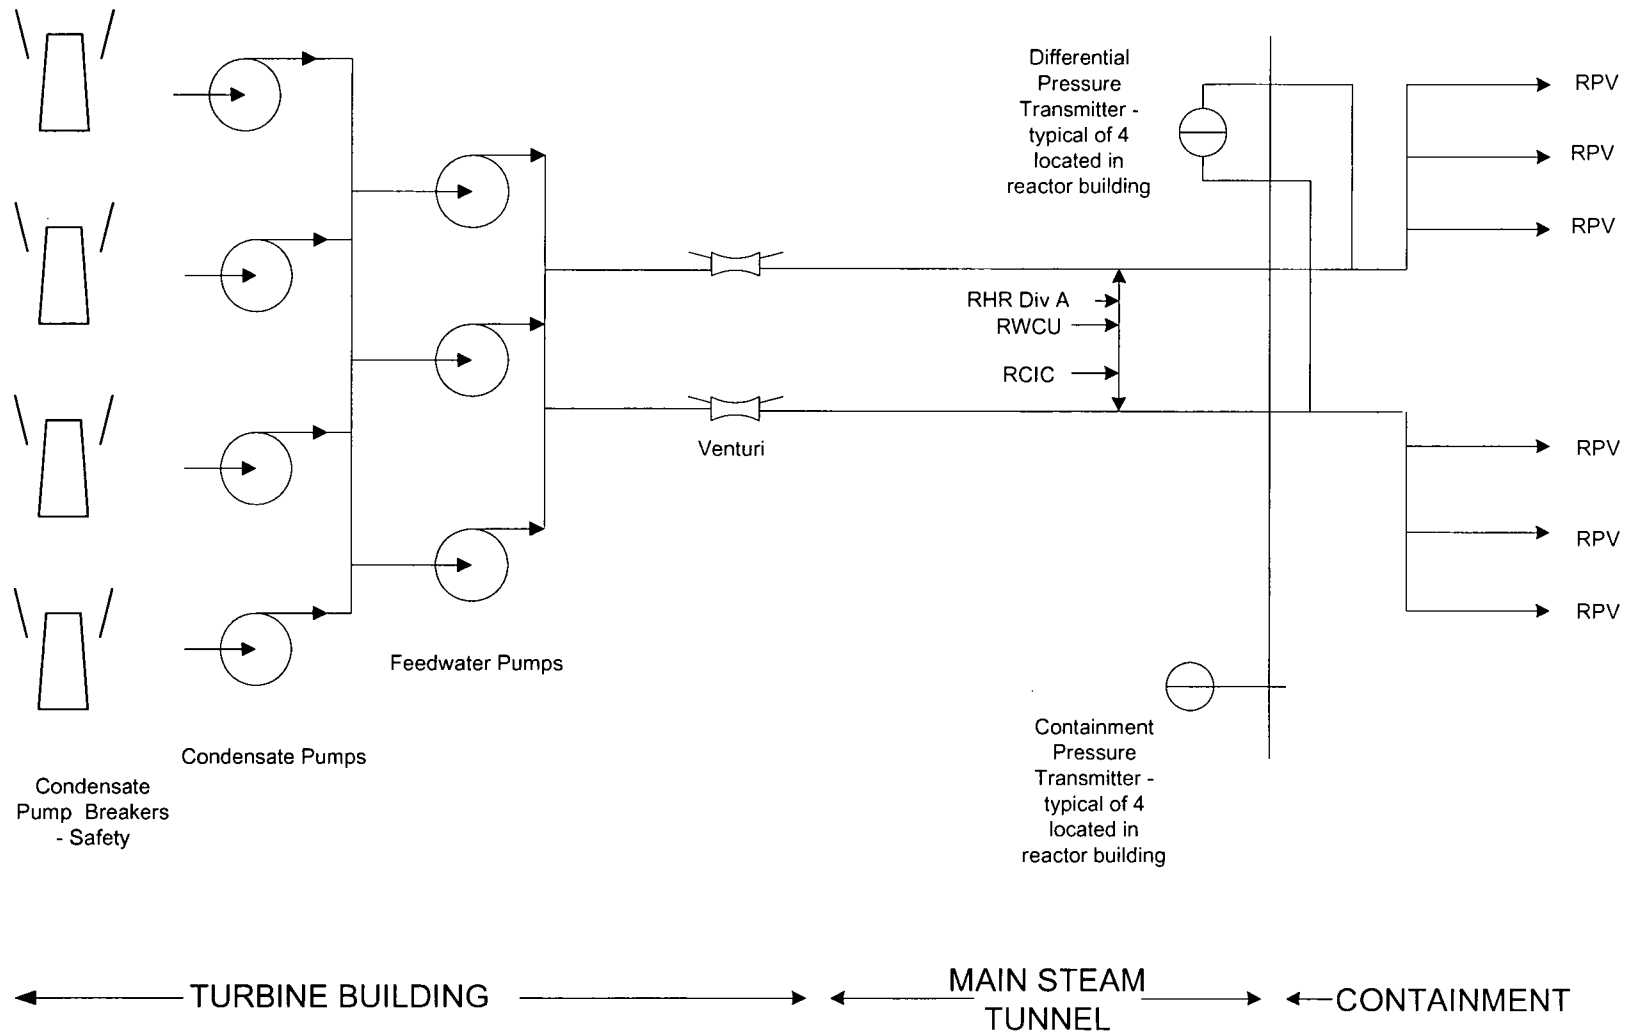 Differential
Pressure
Transmitter -
typical of 4
located in
reactor building
RPV
RPV
RPV
RHR Div A
RWCU
RCIC
Venturi
RPV
RPV
RPV
Feedwater Pumps
Condensate Pumps
Condensate
Pump Breakers
- Safety
Containment
Pressure
Transmitter -
typical of 4
located in
reactor building
TURBINE BUILDING
MAIN STEAM
TUNNEL
CONTAINMENT